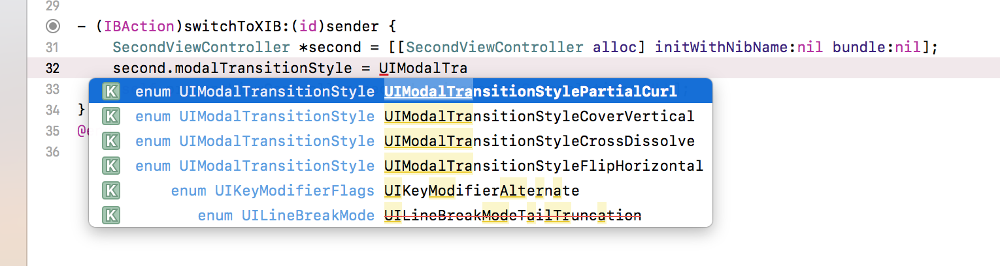 29
- (IBAction)switchToXIB:(id)sender {
31 SecondViewController *second = [[SecondViewController alloc] initWithNibName:nil bundle:nil];
32 second.modalTransitionStyle = UIModalTra
33
K enum UIModalTransitionStyle UIModalTransitionStylePartialCurl
K enum UIModalTransitionStyle UIModalTransitionStyleCoverVertical
34 }
K enum UIModalTransitionStyle UIModalTransitionStyleCrossDissolve
35 @
K enum UIModalTransitionStyle UIModalTransitionStyleFlipHorizontal
36
K enum UIKeyModifierFlags UIKeyModifierAlternate
K enum UILineBreakMode UILineBreakModeTailTruncation